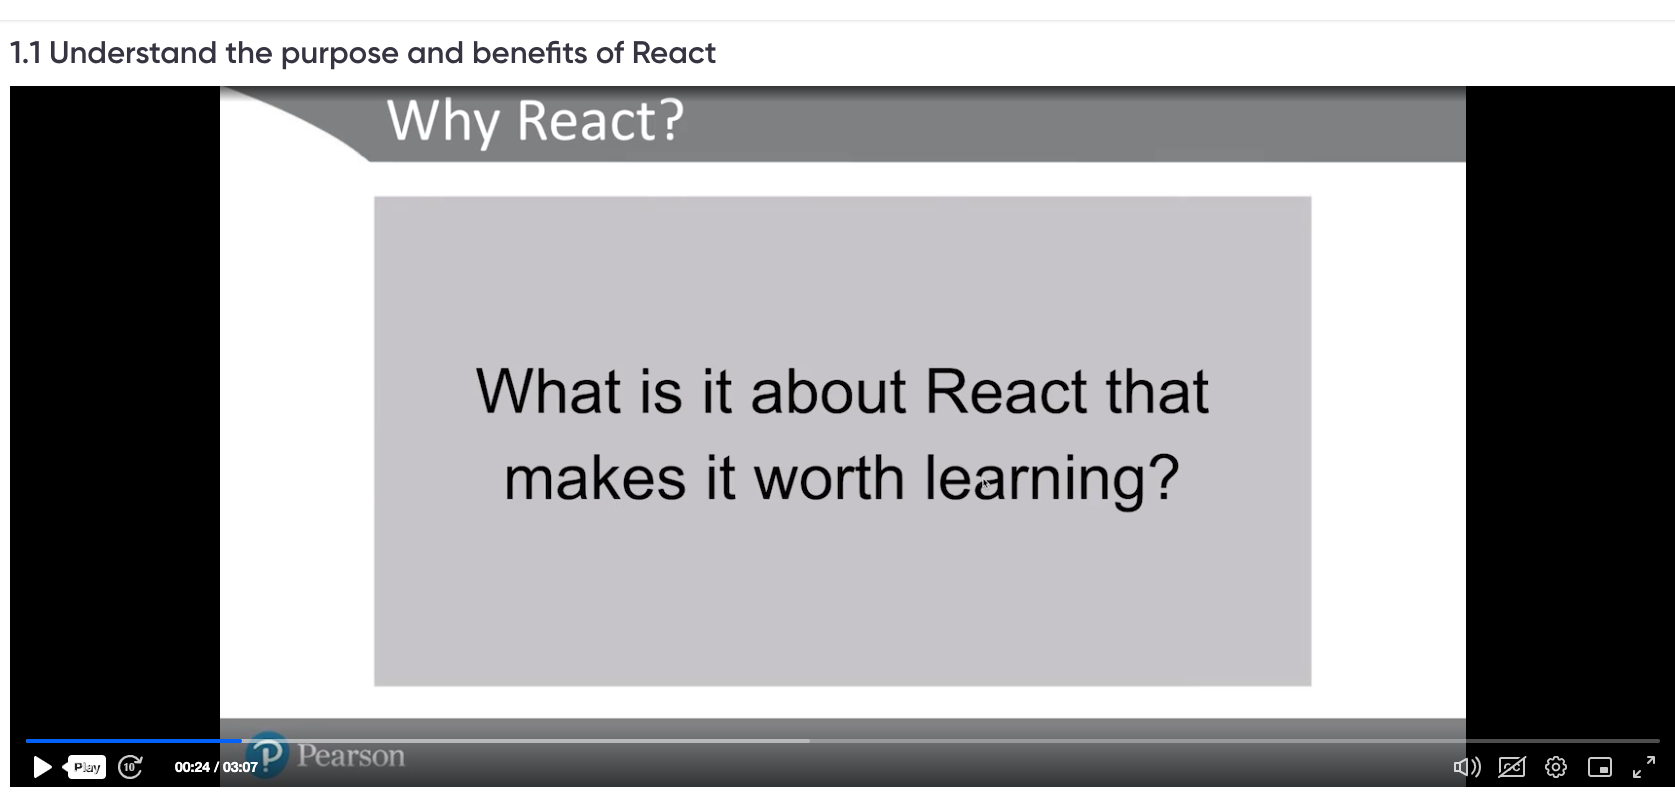 1.1 Understand the purpose and benefits of React
Why React?
What is it about React that
makes it worth learning?
Pearson
Play
10
00:24 / 03:07
CC